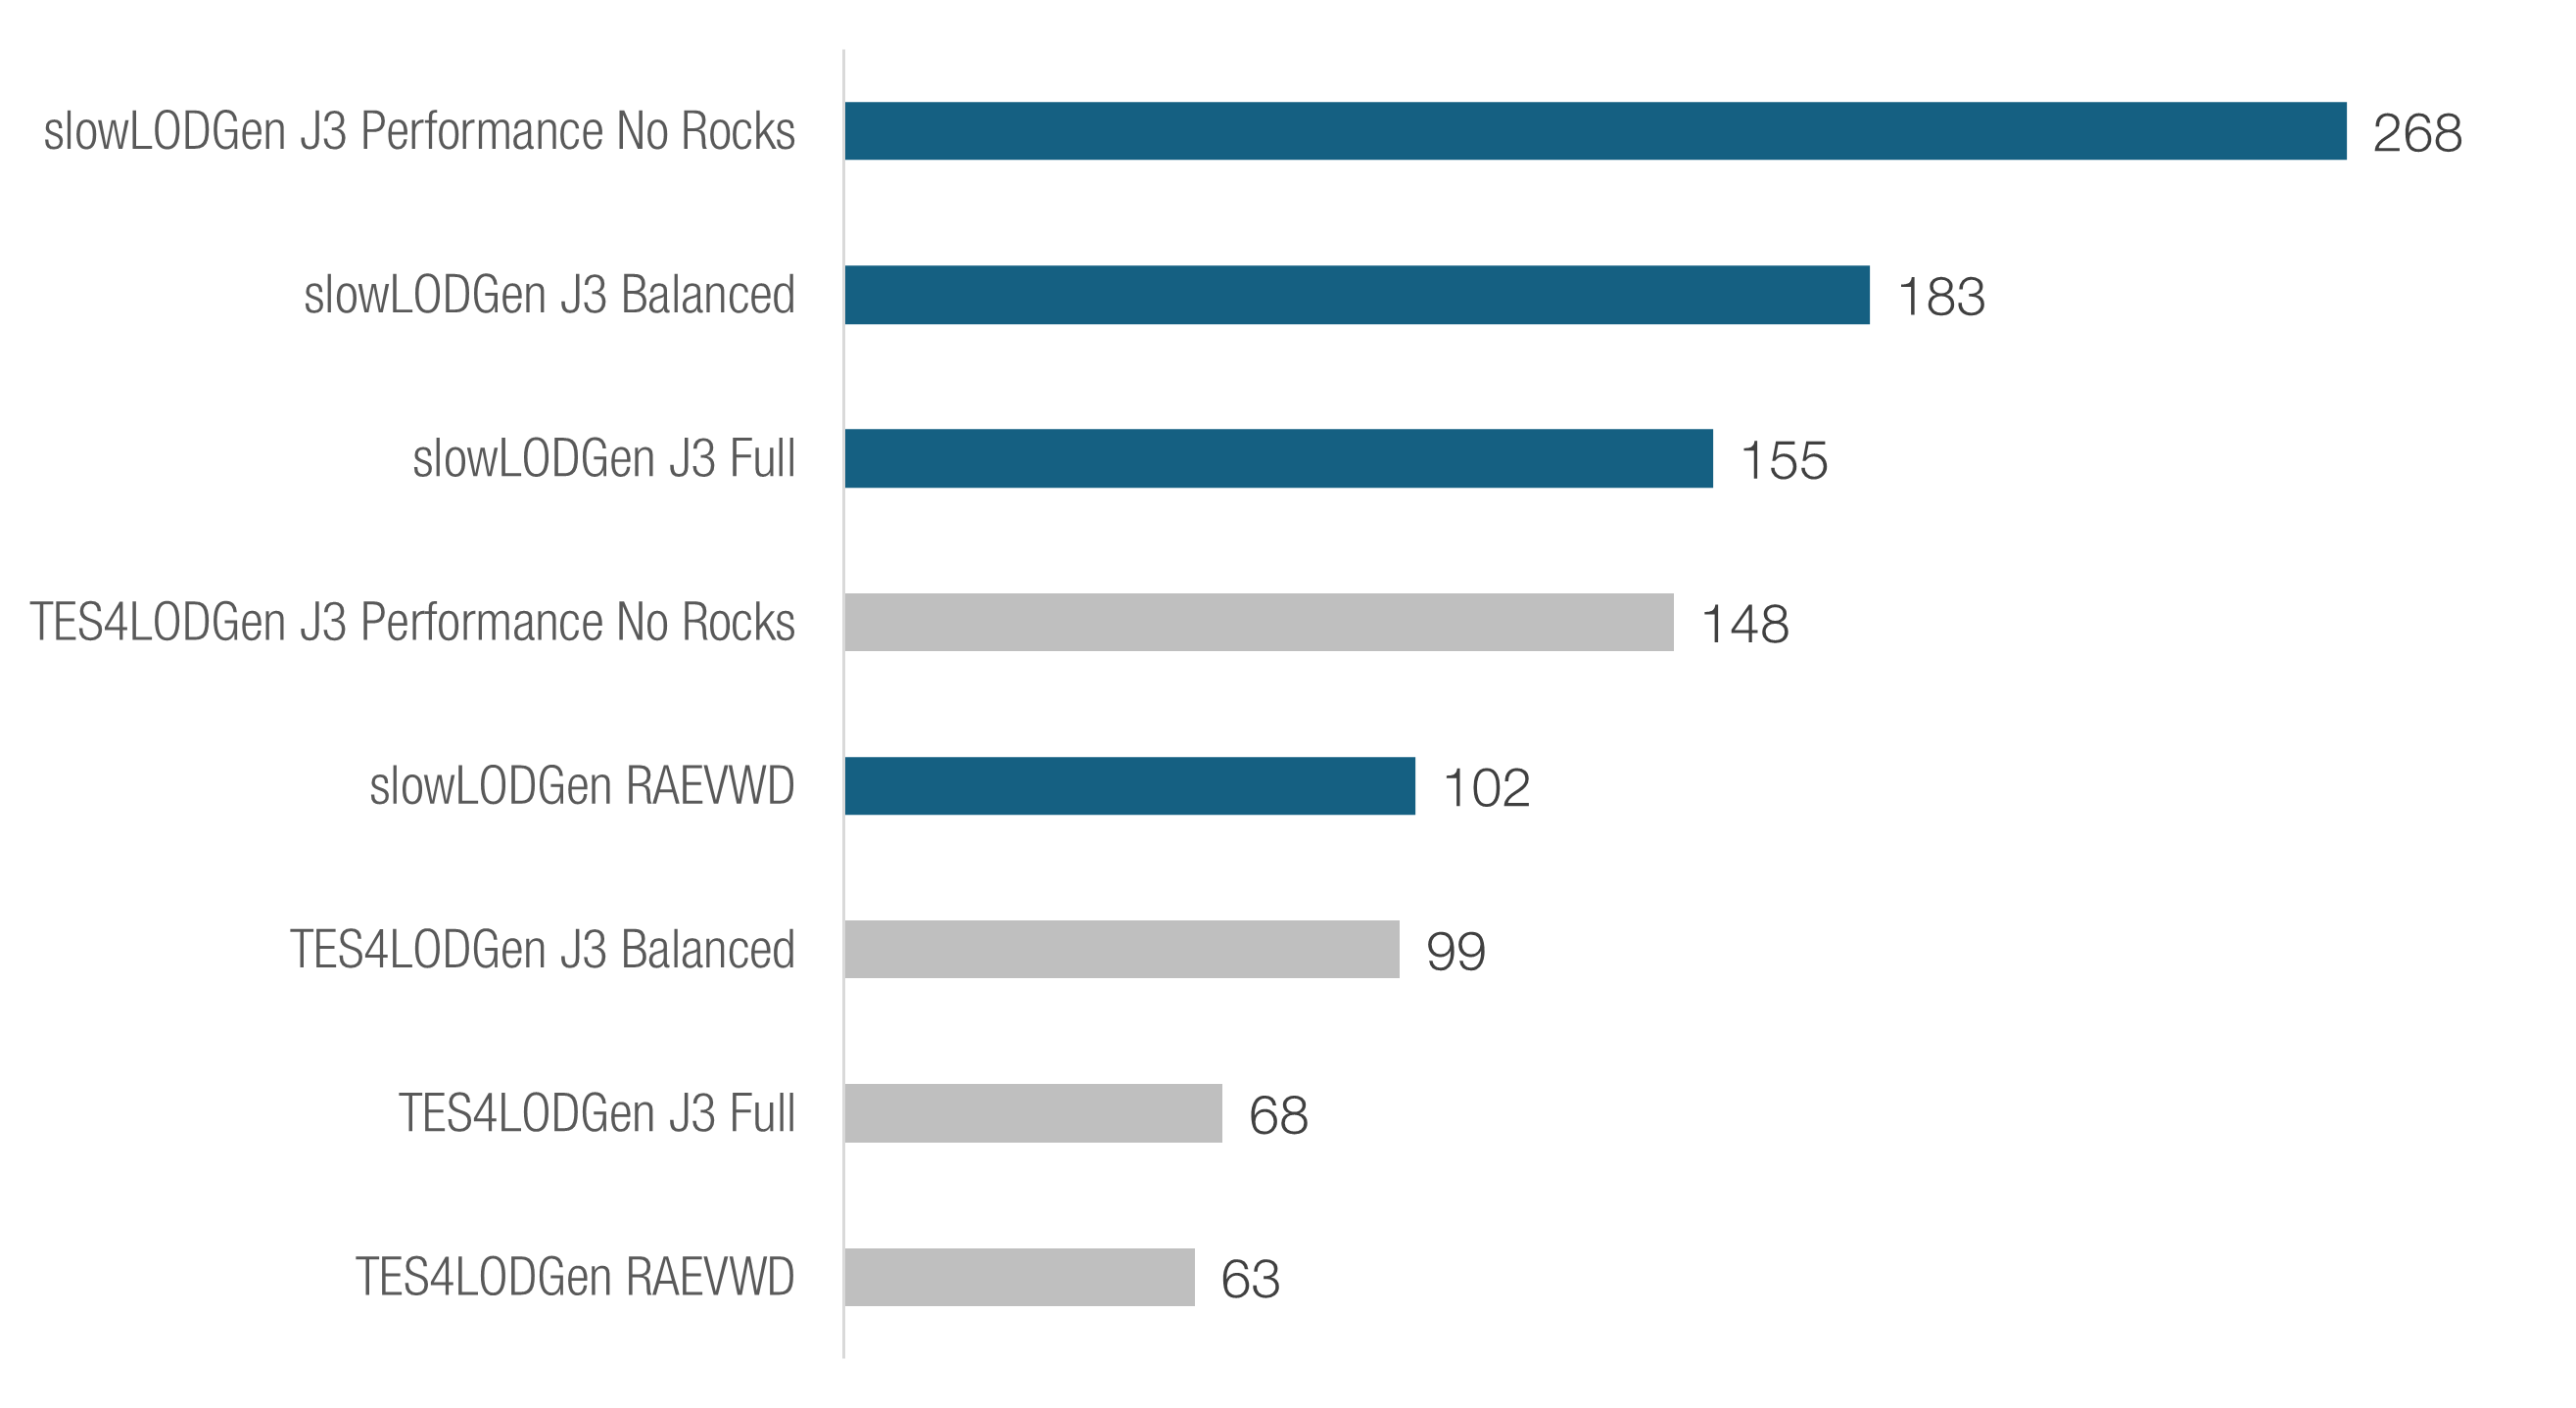 slowLODGen J3 Performance No Rocks 268
slowLODGen J3 Balanced 183
slowLODGen J3 Full 155
TES4LODGen J3 Performance No Rocks 148
slowLODGen RAEVWD 102
TES4LODGen J3 Balanced 99
TES4LODGen J3 Full 68
TES4LODGen RAEVWD 63